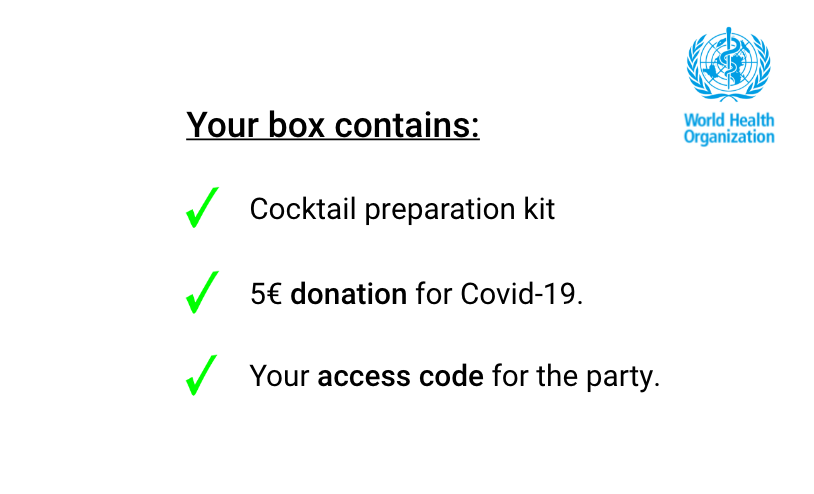 World Health
Organization
Your box contains:
Cocktail preparation kit
5€ donation for Covid-19.
Your access code for the party.